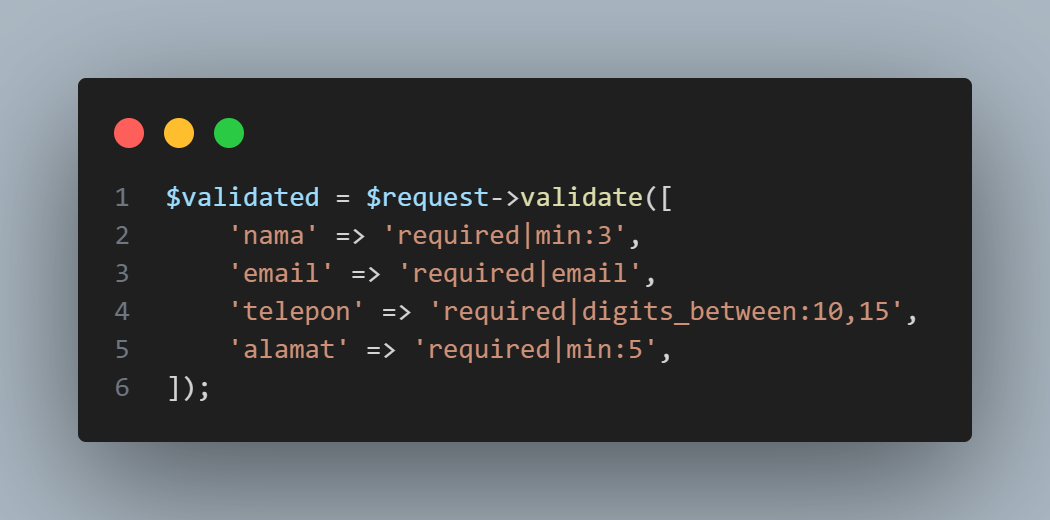 1 $validated = $request->validate([
2     'nama' => 'required|min:3',
3     'email' => 'required|email',
4     'telepon' => 'required|digits_between:10,15',
5     'alamat' => 'required|min:5',
6 ]);